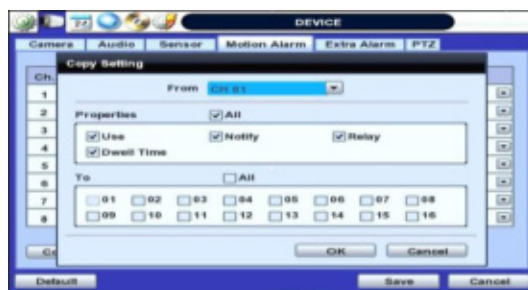 DEVICE
Camera Audio Sensor Motion Alarm Extra Alarm PTZ
Copy Setting
Ch.
From CH 01
1
2
3
4
5
6
7
8
Properties All
Use Notify Relay
Dwell Time
To All
01 02 03 04 05 06 07 08
09 10 11 12 13 14 15 16
OK Cancel
Default Save Cancel